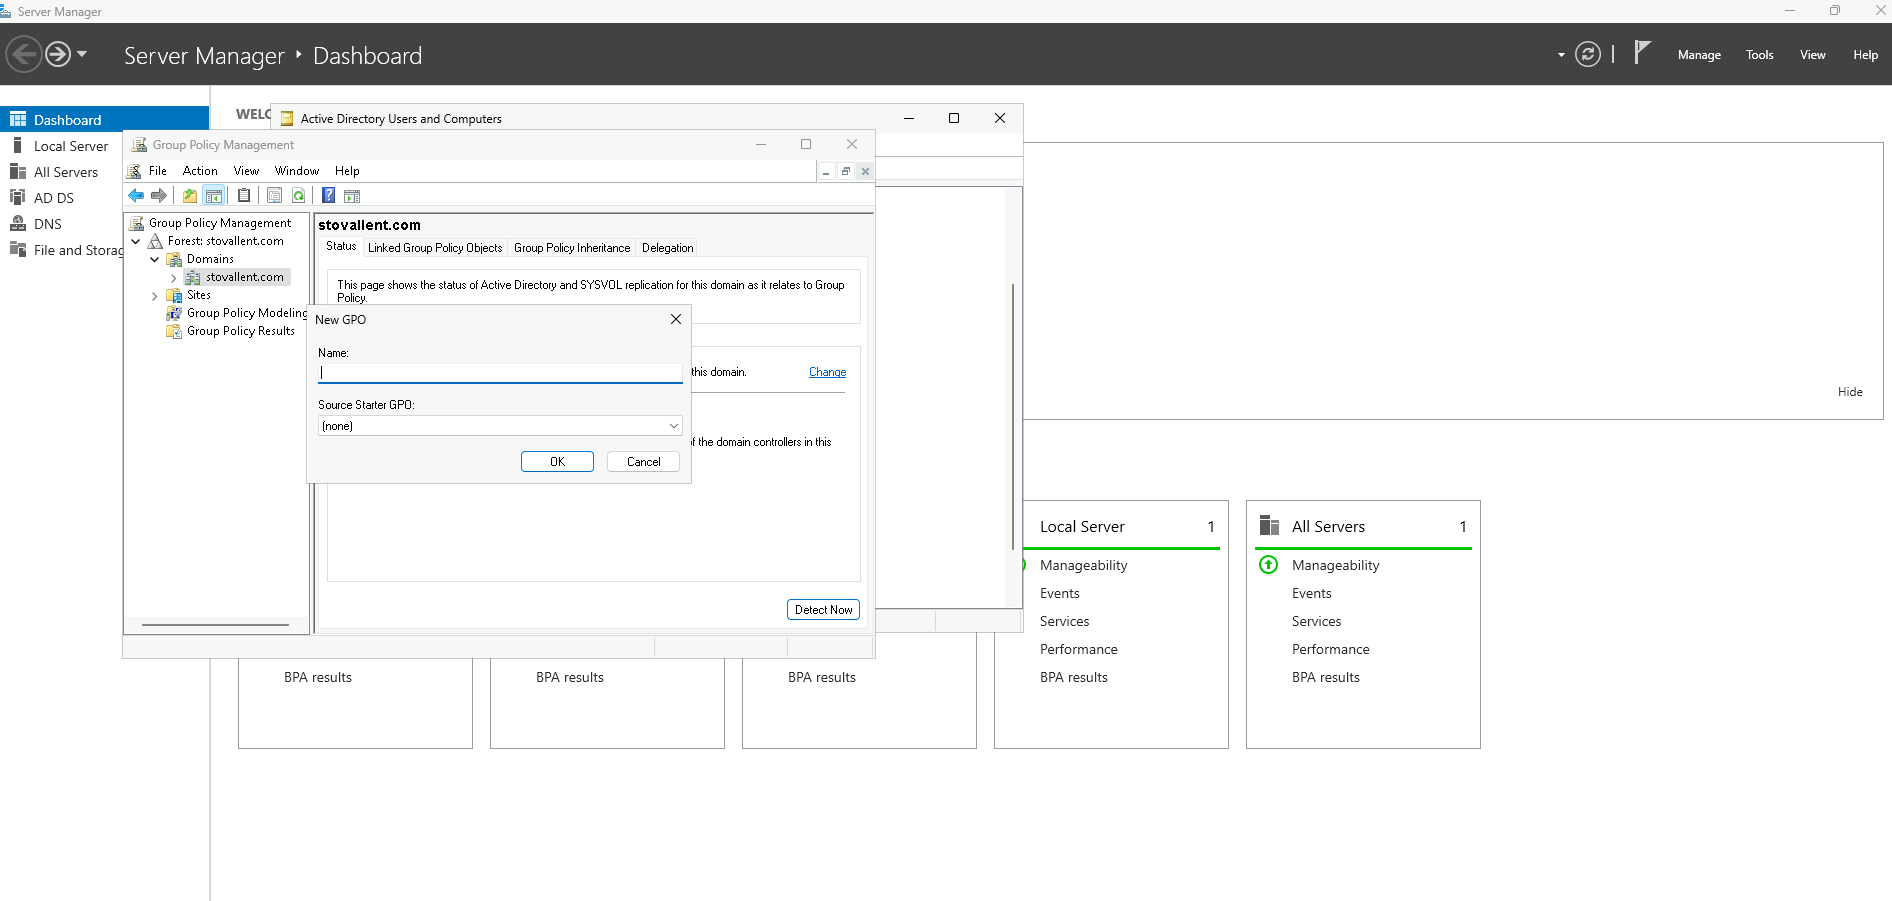 Server Manager
Server Manager ‣ Dashboard
Manage Tools View Help
Dashboard
Local Server
All Servers
AD DS
DNS
File and Storag
WELC
Active Directory Users and Computers
Group Policy Management
File Action View Window Help
Group Policy Management
Forest: stovallent.com
Domains
stovallent.com
Sites
Group Policy Modeling
Group Policy Results
stovallent.com
Status Linked Group Policy Objects Group Policy Inheritance Delegation
This page shows the status of Active Directory and SYSVOL replication for this domain as it relates to Group
Policy.
this domain. Change
f the domain controllers in this
Detect Now
New GPO
Name:
Source Starter GPO:
(none)
OK Cancel
Hide
Local Server 1
Manageability
Events
Services
Performance
BPA results
All Servers 1
Manageability
Events
Services
Performance
BPA results
BPA results
BPA results
BPA results